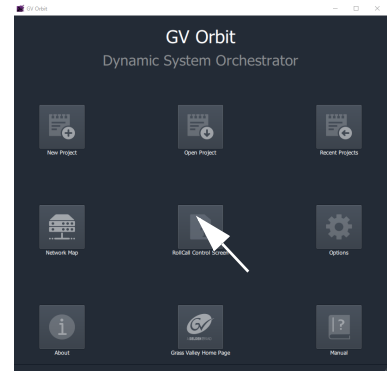 GV Orbit
GV Orbit
Dynamic System Orchestrator
New Project
Open Project
Recent Projects
Network Map
RollCall Control Screen
Options
About
Grass Valley Home Page
Manual